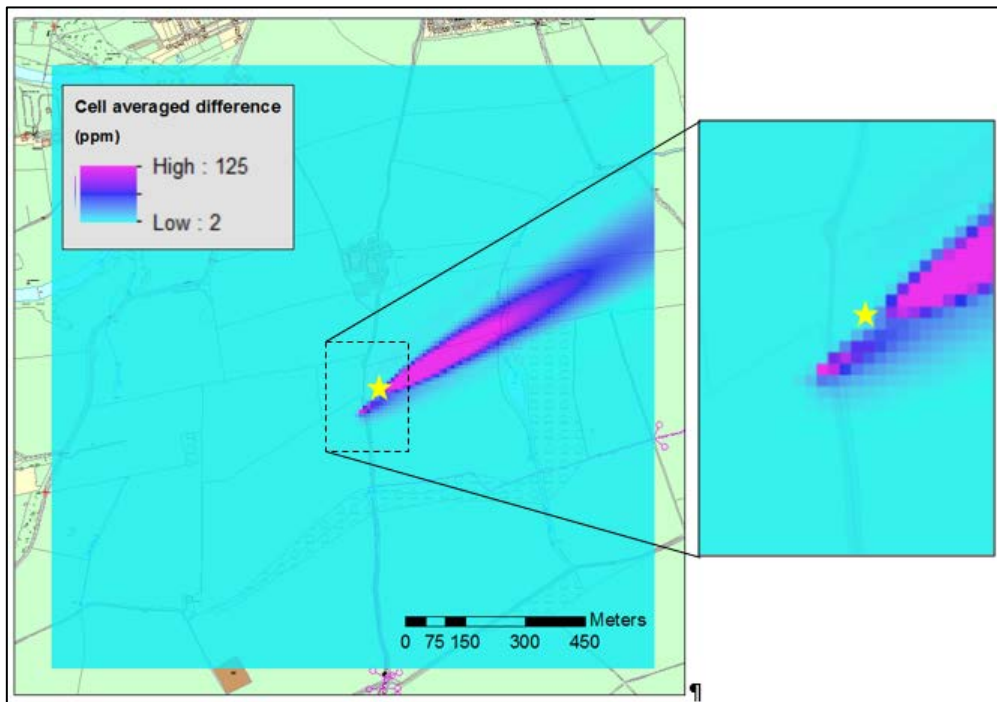 Cell averaged difference
(ppm)
High : 125
Low : 2
Meters
0 75 150 300 450
¶